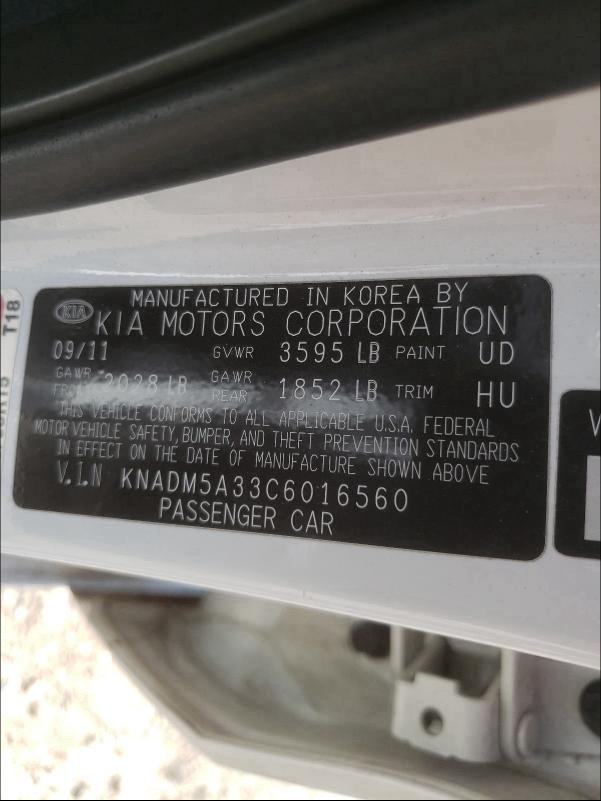 MANUFACTURED IN KOREA BY
KIA KIA MOTORS CORPORATION
09/11 GVWR 3595 LB PAINT UD
GAWR FRONT 2028 LB GAWR REAR 1852 LB TRIM HU
THIS VEHICLE CONFORMS TO ALL APPLICABLE U.S.A. FEDERAL
MOTOR VEHICLE SAFETY, BUMPER, AND THEFT PREVENTION STANDARDS
IN EFFECT ON THE DATE OF MANUFACTURE SHOWN ABOVE
V.I.N KNADM5A33C6016560
PASSENGER CAR
T18
V